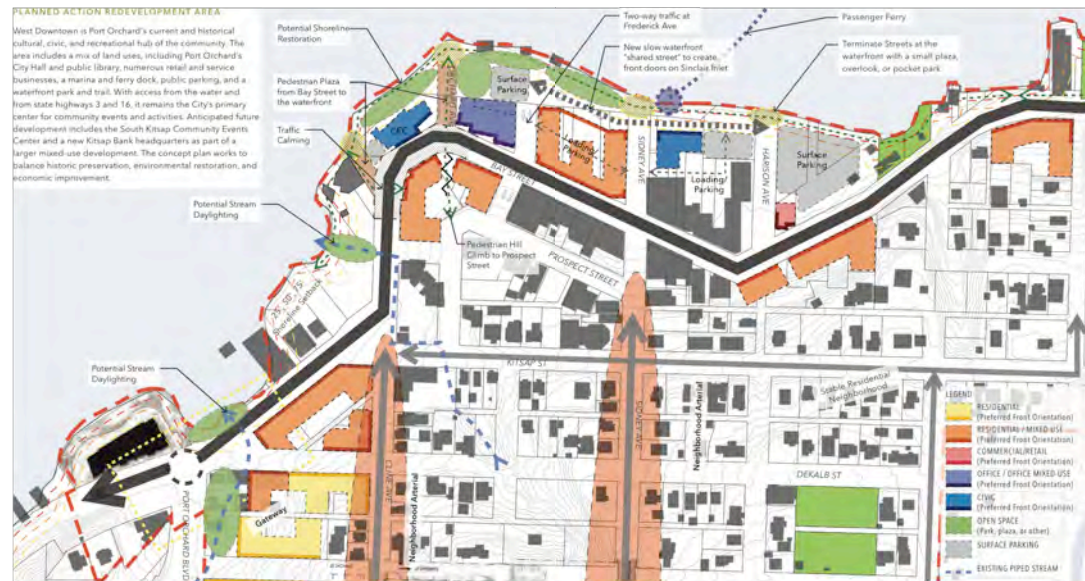 PLANNED ACTION REDEVELOPMENT AREA
West Downtown is Port Orchard's current and historical
cultural, civic, and recreational hub of the community. The
area includes a mix of land uses, including Port Orchard's
City Hall and public library, numerous retail and service
businesses, a marina and ferry dock, public parking, and a
waterfront park and trail. With access from the water and
from state highways 3 and 16, it remains the City's primary
center for community events and activities. Anticipated future
development includes the South Kitsap Community Events
Center and a new Kitsap Bank headquarters as part of a
larger mixed-use development. The concept plan works to
balance historic preservation, environmental restoration, and
economic improvement.
Potential Shoreline
Restoration
Pedestrian Plaza
from Bay Street to
the waterfront
Traffic
Calming
Potential Stream
Daylighting
Two-way traffic at
Frederick Ave
New slow waterfront
"shared street" to create
front doors on Sinclair Inlet
Passenger Ferry
Terminate Streets at the
waterfront with a small plaza,
overlook, or pocket park
Surface
Parking
CEC
Loading/
Parking
SIDNEY AVE
Loading/
Parking
HARISON AVE
Surface
Parking
BAY STREET
PROSPECT STREET
Pedestrian Hill
Climb to Prospect
Street
25', 50', 75'
Shoreline Setback
Potential Stream
Daylighting
KITSAP ST
Stable Residential
Neighborhood
Neighborhood Arterial
SIDNEY AVE
Neighborhood Arterial
CLINE AVE
Gateway
PORT ORCHARD BLVD
DEKALB ST
LEGEND
RESIDENTIAL
(Preferred Front Orientation)
RESIDENTIAL / MIXED USE
(Preferred Front Orientation)
COMMERCIAL/RETAIL
(Preferred Front Orientation)
OFFICE / OFFICE MIXED-USE
(Preferred Front Orientation)
CIVIC
(Preferred Front Orientation)
OPEN SPACE
(Park, plaza, or other)
SURFACE PARKING
EXISTING PIPED STREAM